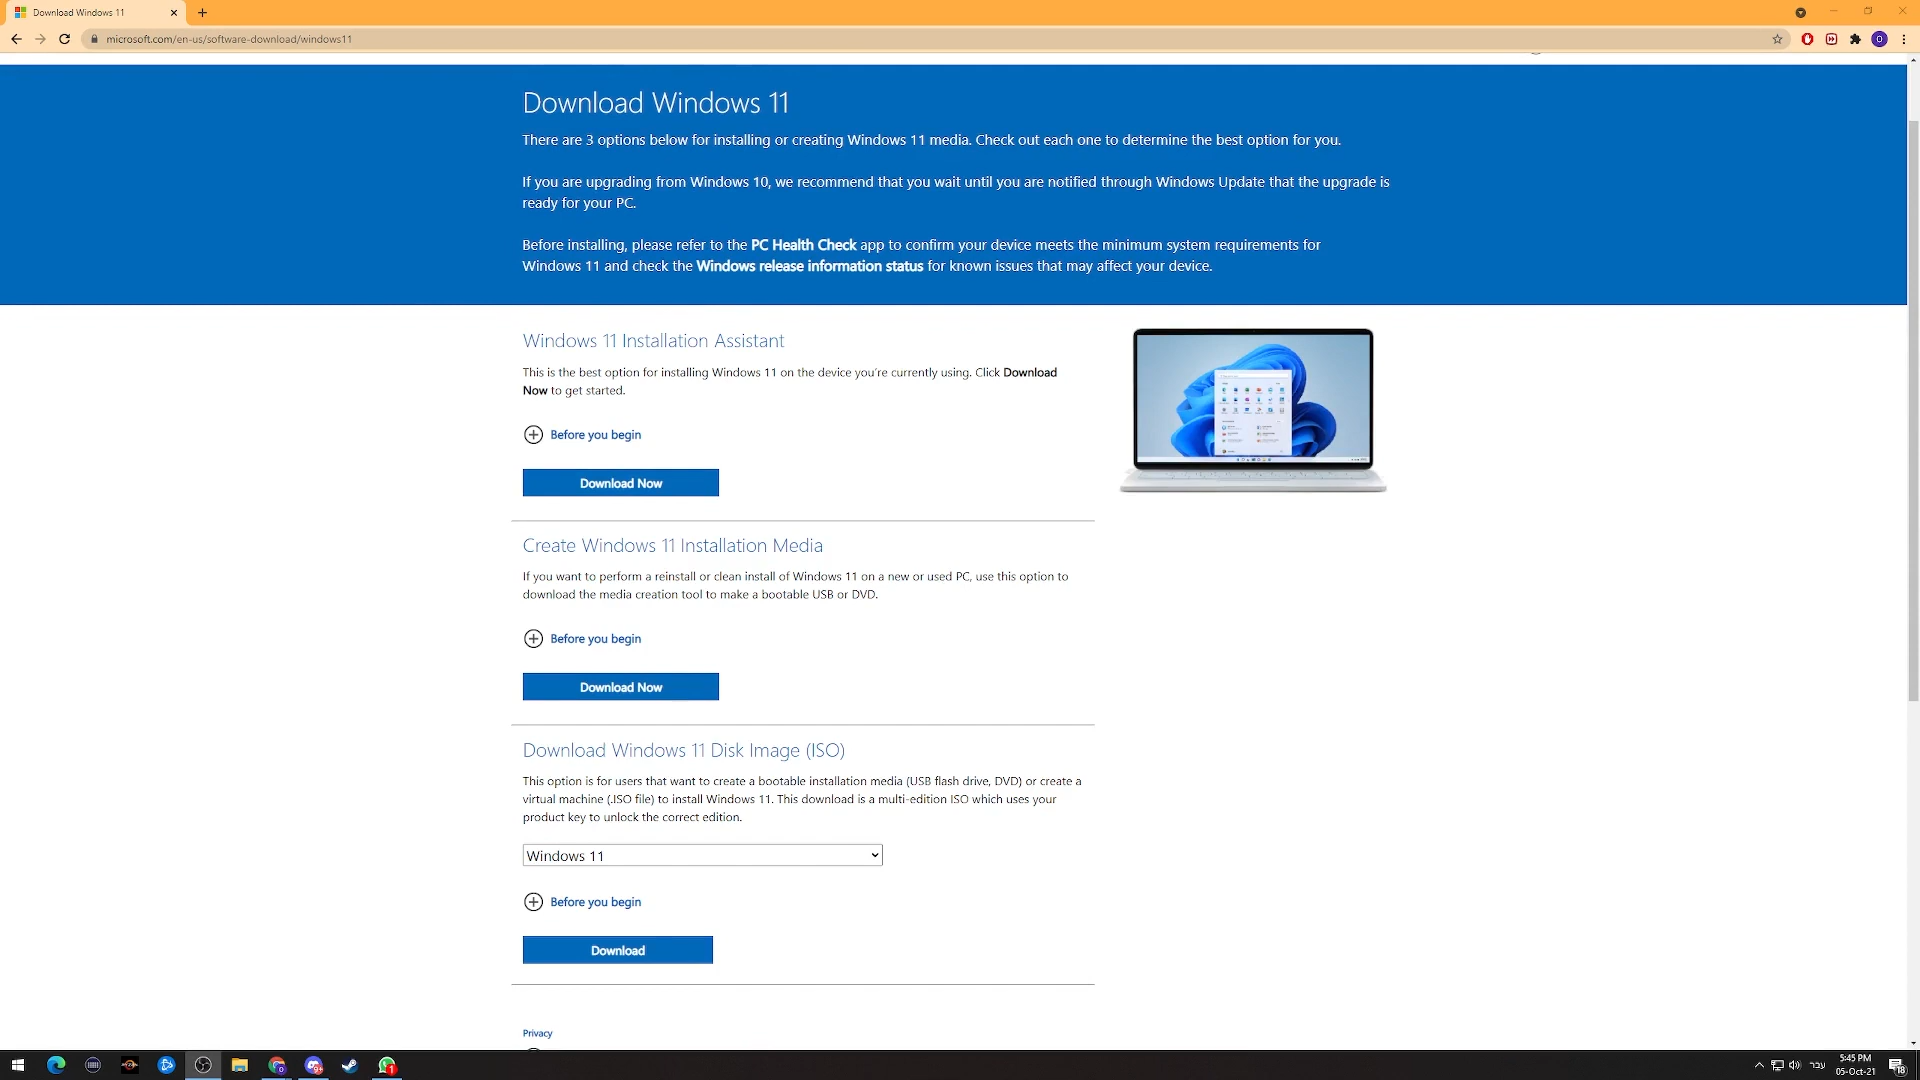 Download Windows 11
microsoft.com/en-us/software-download/windows11
Download Windows 11
There are 3 options below for installing or creating Windows 11 media. Check out each one to determine the best option for you.
If you are upgrading from Windows 10, we recommend that you wait until you are notified through Windows Update that the upgrade is
ready for your PC.
Before installing, please refer to the PC Health Check app to confirm your device meets the minimum system requirements for
Windows 11 and check the Windows release information status for known issues that may affect your device.
Windows 11 Installation Assistant
This is the best option for installing Windows 11 on the device you're currently using. Click Download
Now to get started.
Before you begin
Download Now
Create Windows 11 Installation Media
If you want to perform a reinstall or clean install of Windows 11 on a new or used PC, use this option to
download the media creation tool to make a bootable USB or DVD.
Before you begin
Download Now
Download Windows 11 Disk Image (ISO)
This option is for users that want to create a bootable installation media (USB flash drive, DVD) or create a
virtual machine (.ISO file) to install Windows 11. This download is a multi-edition ISO which uses your
product key to unlock the correct edition.
Windows 11
Before you begin
Download
Privacy
עבר
5:45 PM
05-Oct-21
18